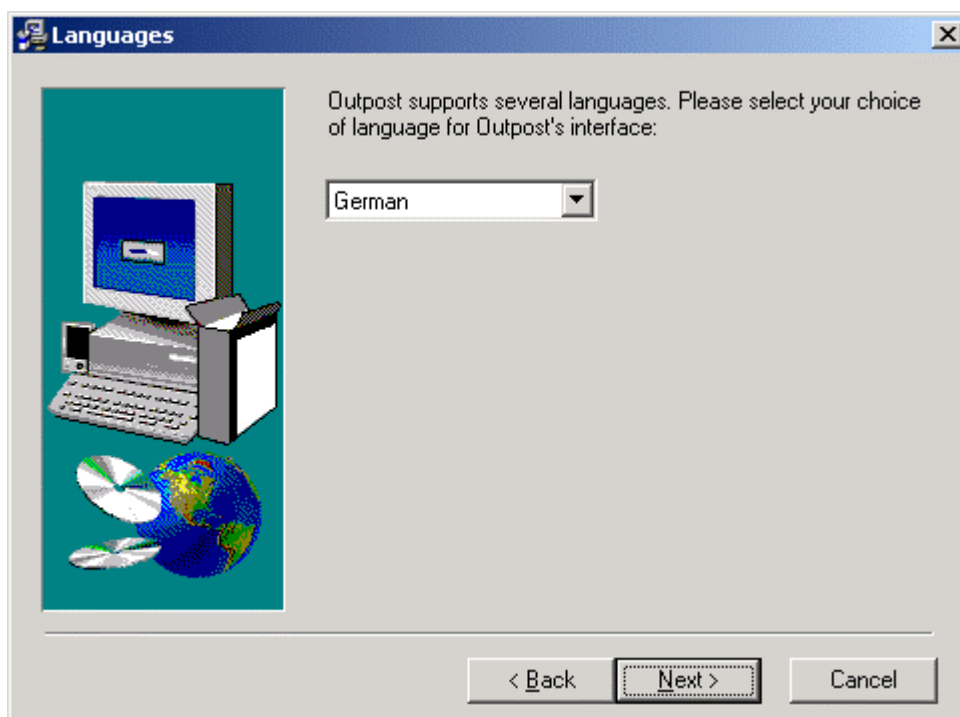 Languages
Outpost supports several languages. Please select your choice
of language for Outpost's interface:
German
< Back
Next >
Cancel